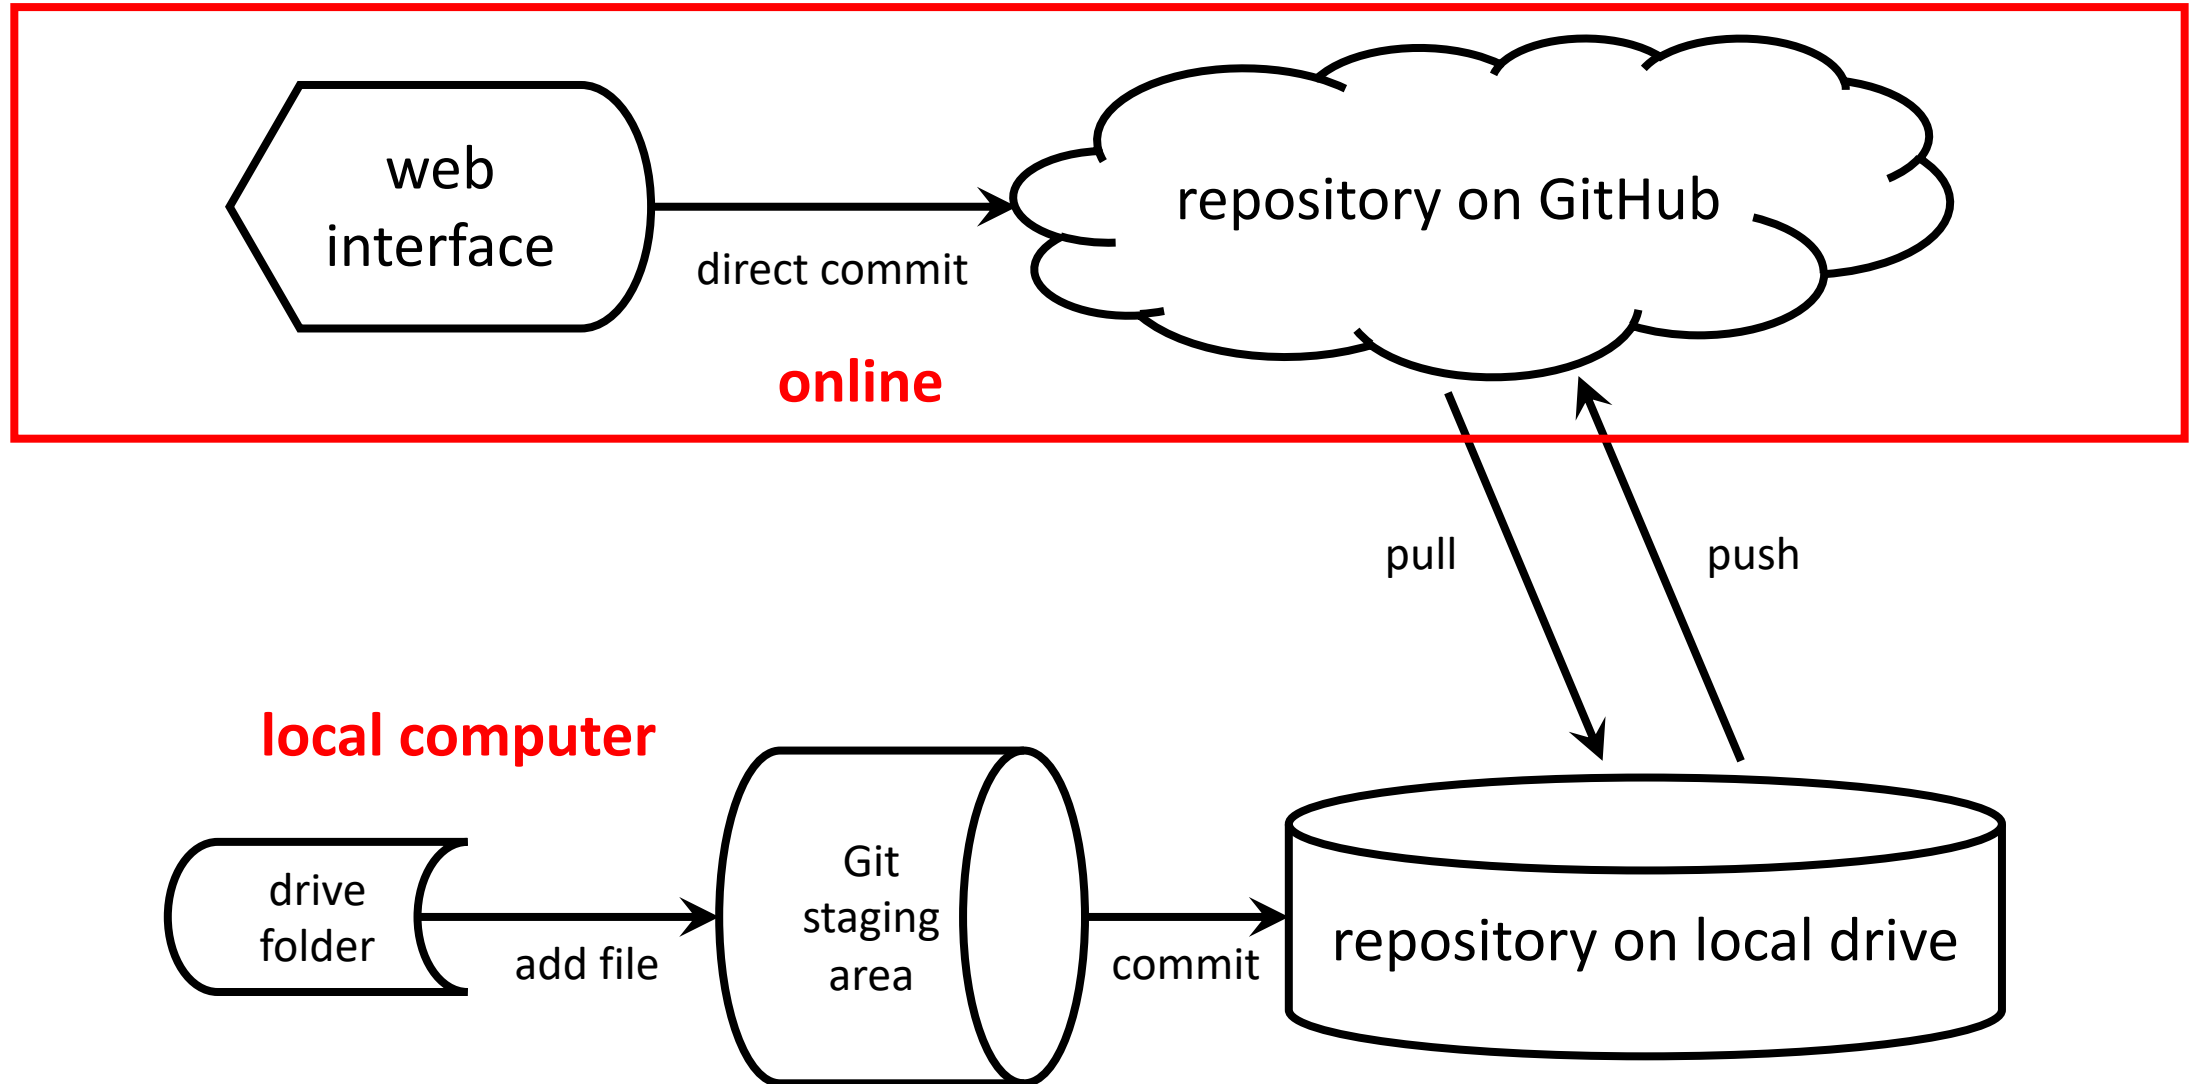 web
interface
repository on GitHub
direct commit
online
pull
push
local computer
drive
folder
add file
Git
staging
area
commit
repository on local drive